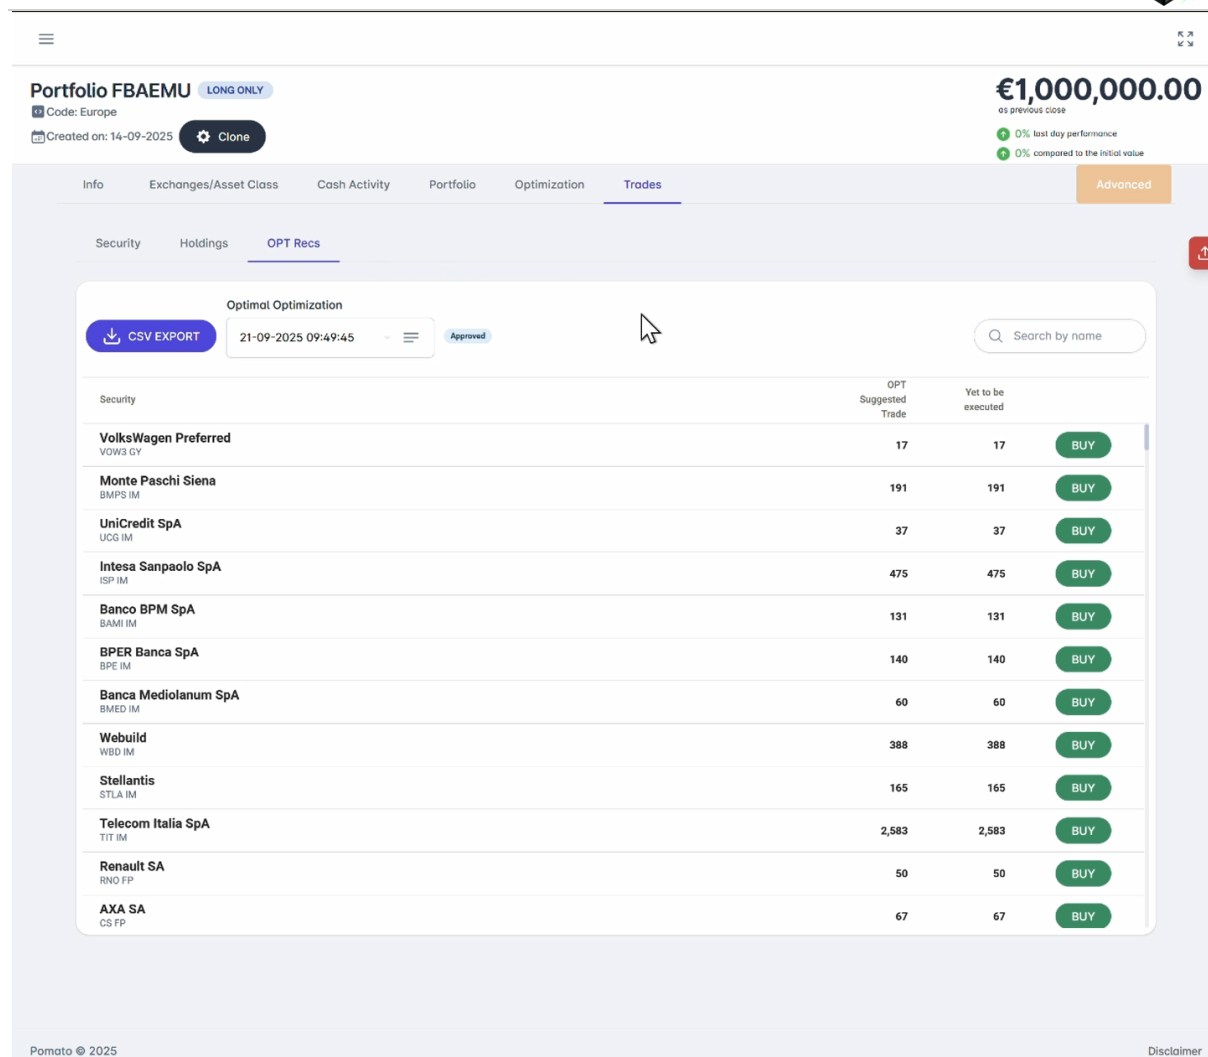 Portfolio FBAEMU LONG ONLY
Code: Europe
Created on: 14-09-2025 Clone
€1,000,000.00
as previous close
0% last day performance
0% compared to the initial value
Info Exchanges/Asset Class Cash Activity Portfolio Optimization Trades Advanced
Security Holdings OPT Recs
Optimal Optimization
CSV EXPORT 21-09-2025 09:49:45 Approved Search by name
Security OPT Suggested Trade Yet to be executed
VolksWagen Preferred 17 17 BUY
VOW3 GY
Monte Paschi Siena 191 191 BUY
BMPS IM
UniCredit SpA 37 37 BUY
UCG IM
Intesa Sanpaolo SpA 475 475 BUY
ISP IM
Banco BPM SpA 131 131 BUY
BAMI IM
BPER Banca SpA 140 140 BUY
BPE IM
Banca Mediolanum SpA 60 60 BUY
BMED IM
Webuild 388 388 BUY
WBD IM
Stellantis 165 165 BUY
STLA IM
Telecom Italia SpA 2,583 2,583 BUY
TIT IM
Renault SA 50 50 BUY
RNO FP
AXA SA 67 67 BUY
CS FP
Pomato © 2025 Disclaimer